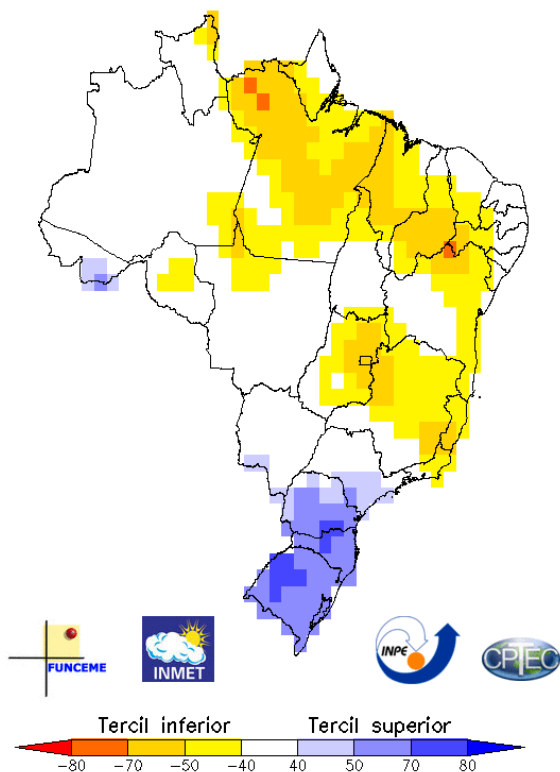 FUNCEME
INMET
INPE
CPTEC
Tercil inferior Tercil superior
-80 -70 -50 -40 40 50 70 80